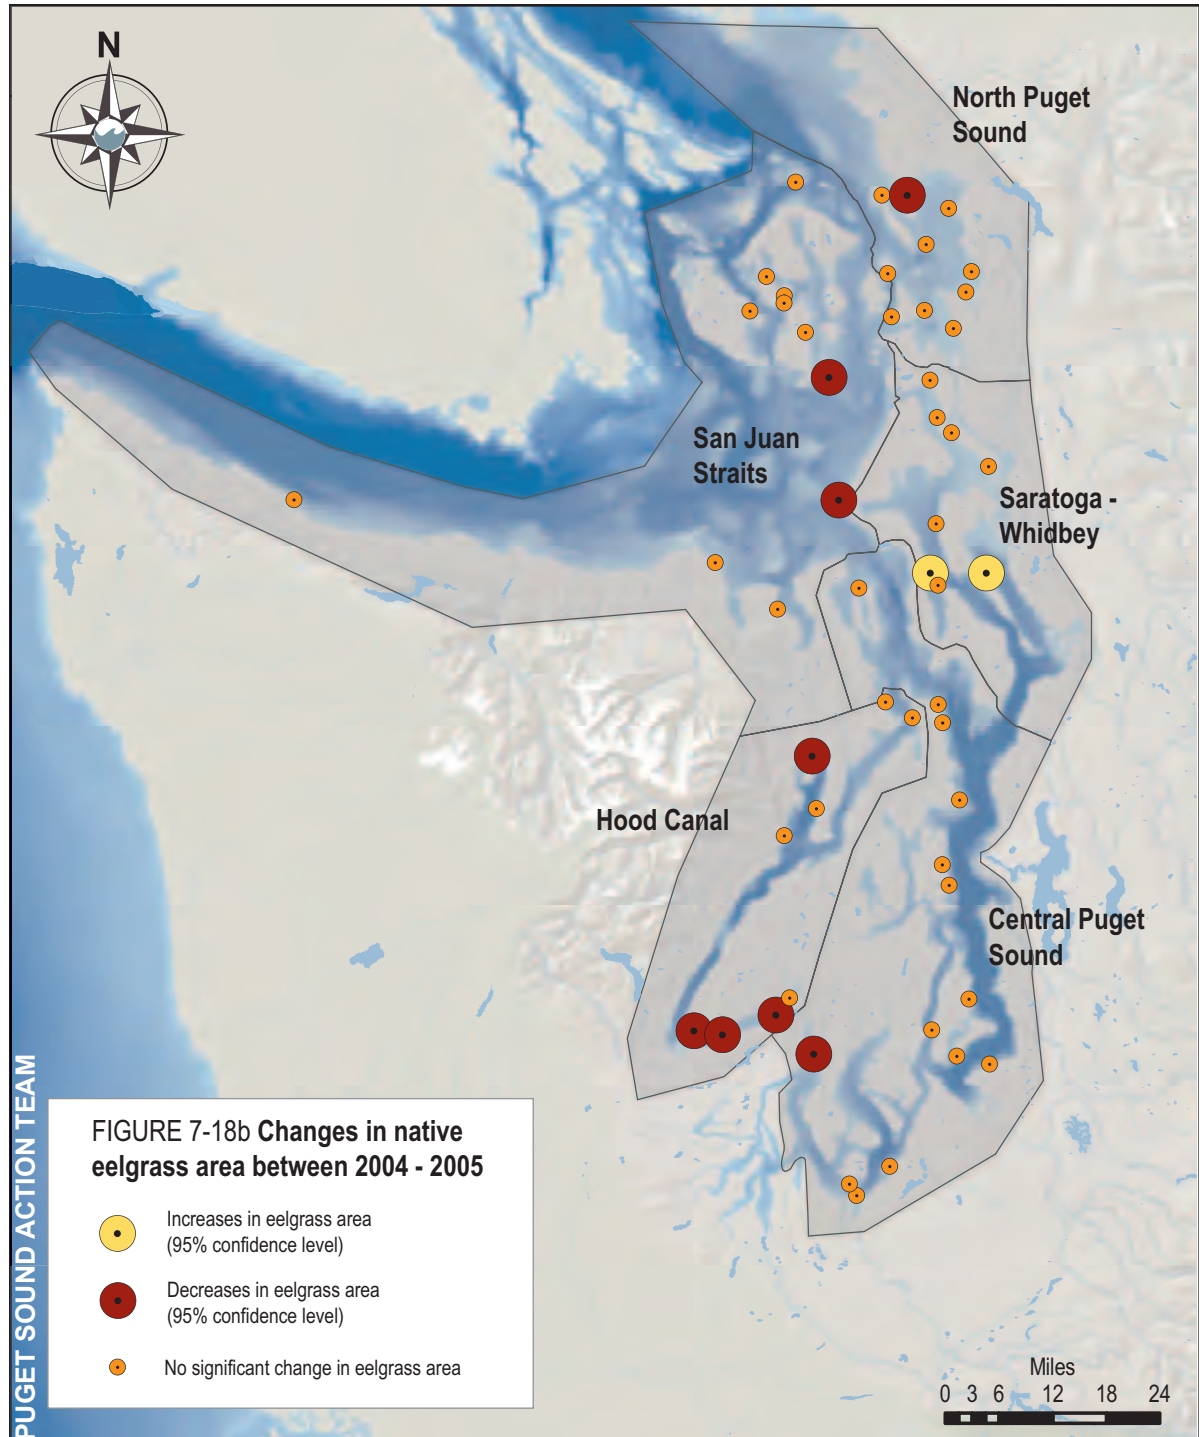 N
North Puget
Sound
San Juan
Straits
Saratoga -
Whidbey
Hood Canal
Central Puget
Sound
PUGET SOUND ACTION TEAM
FIGURE 7-18b Changes in native
eelgrass area between 2004 - 2005
Increases in eelgrass area
(95% confidence level)
Decreases in eelgrass area
(95% confidence level)
No significant change in eelgrass area
Miles
0 3 6 12 18 24